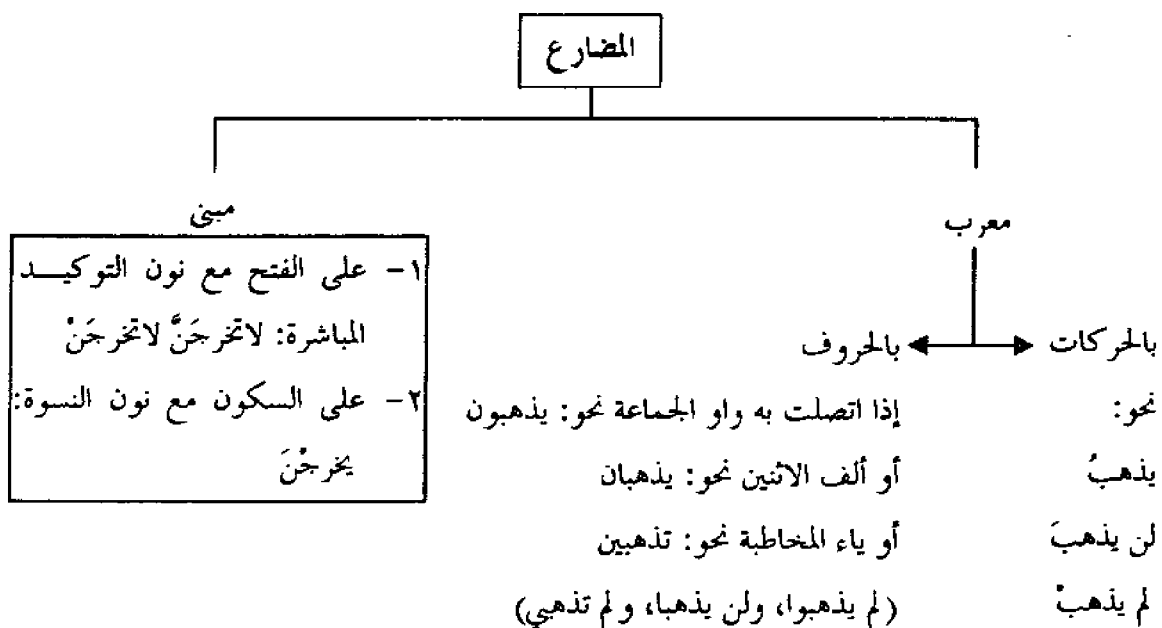 المضارع
معرب
مبنى
بالحركات
بالحروف
نحو:
يذهبُ
لن يذهبَ
لم يذهبْ
إذا اتصلت به واو الجماعة نحو: يذهبون
أو ألف الاثنين نحو: يذهبان
أو ياء المخاطبة نحو: تذهبين
(لم يذهبوا، ولن يذهبا، ولم تذهبي)
١- على الفتح مع نون التوكيـــد
المباشرة: لاتخرجَنَّ لاتخرجَنْ
٢- على السكون مع نون النسوة:
يخرجْنَ